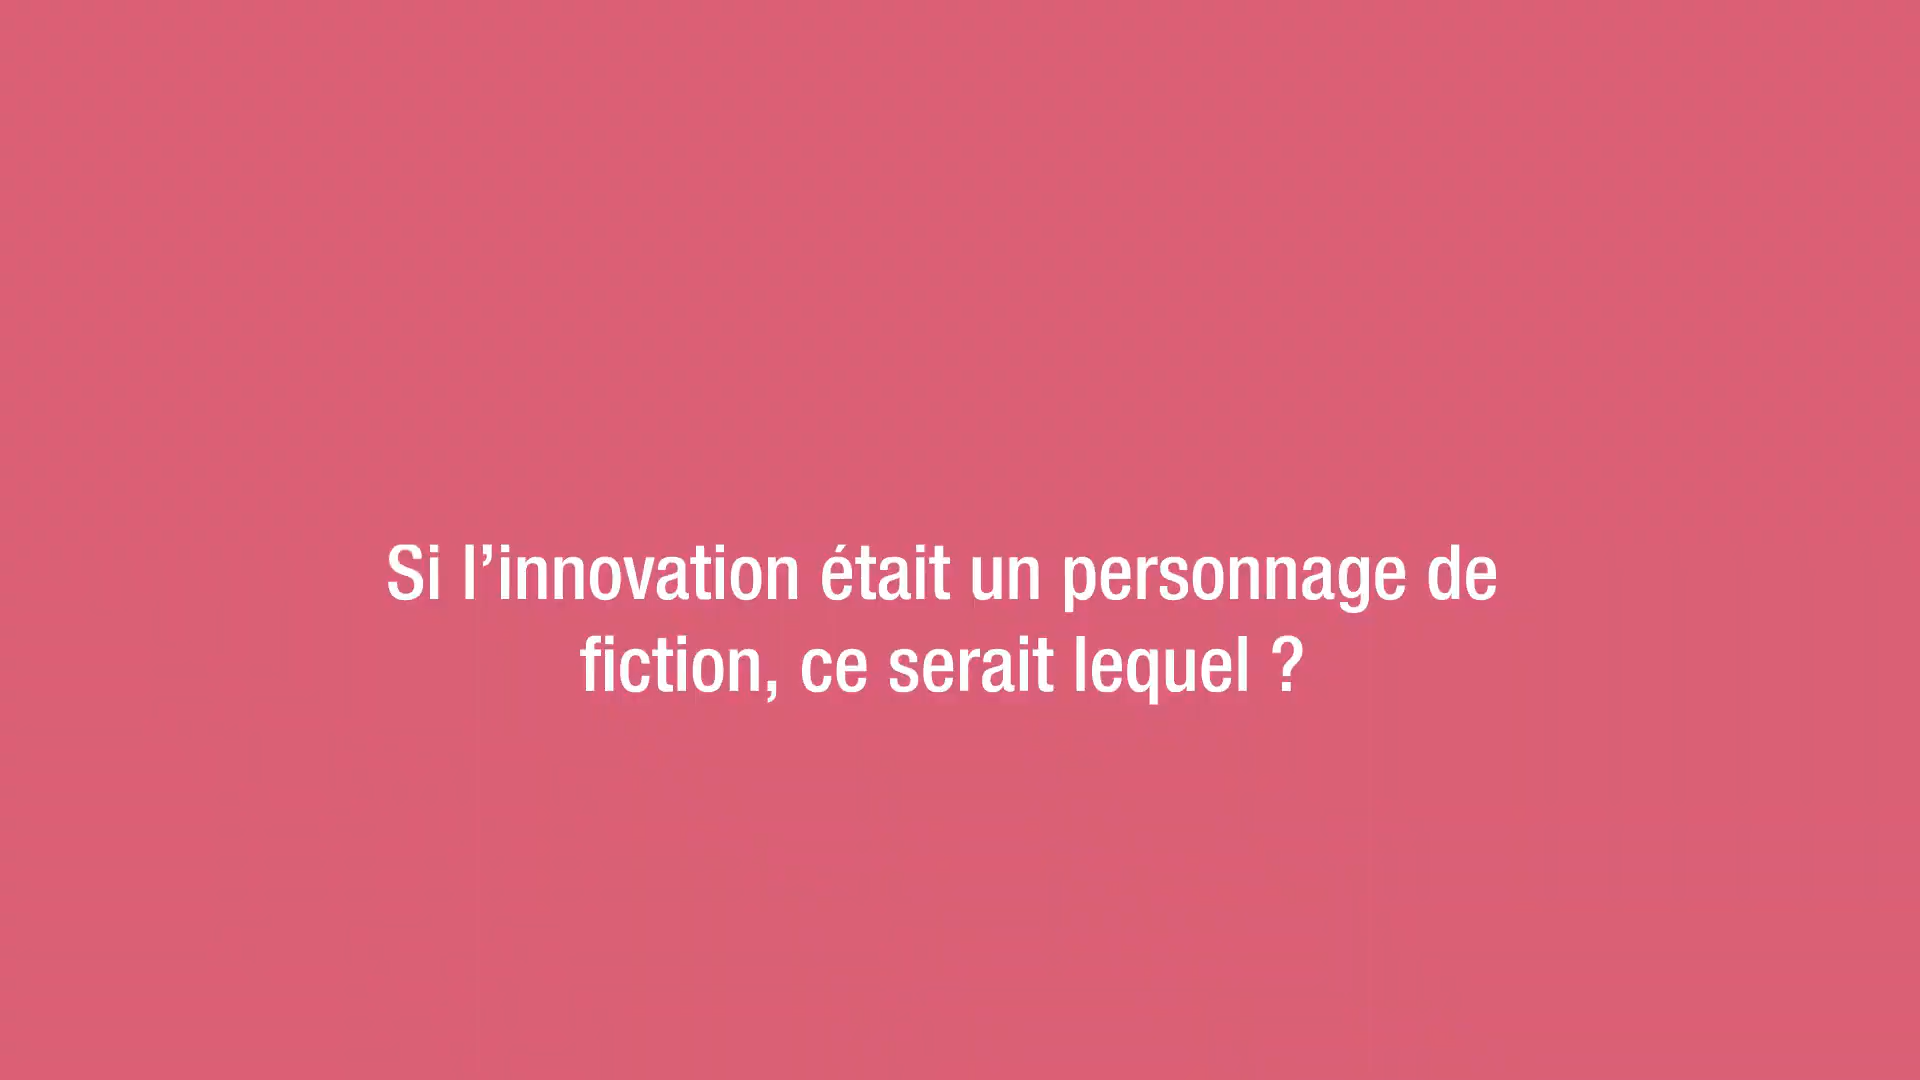 Si l’innovation était un personnage de
fiction, ce serait lequel ?